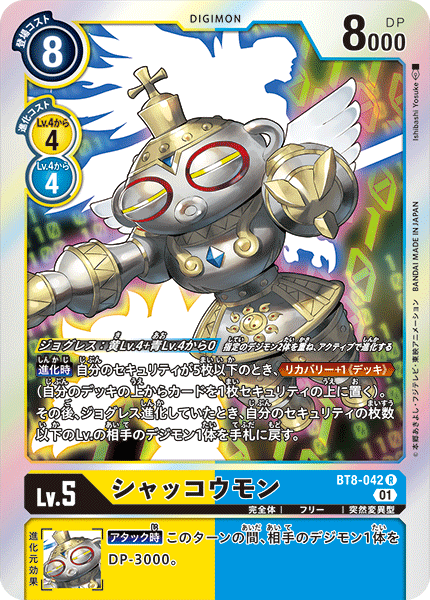 DIGIMON
登場コスト
8
DP
8000
進化コスト
Lv.4から
4
Lv.4から
4
Ishibashi Yosuke
©本郷あきよし・フジテレビ・東映アニメーション BANDAI MADE IN JAPAN
ジョグレス:黄Lv.4+青Lv.4から0 指定のデジモン2体を重ね、アクティブで進化する
進化時 自分のセキュリティが5枚以下のとき、リカバリー+1《デッキ》
(自分のデッキの上からカードを1枚セキュリティの上に置く)。
その後、ジョグレス進化していたとき、自分のセキュリティの枚数
以下のLv.の相手のデジモン1体を手札に戻す。
Lv.5
シャッコウモン
BT8-042 R
01
完全体 フリー 突然変異型
進化元効果
アタック時 このターンの間、相手のデジモン1体を
DP-3000。